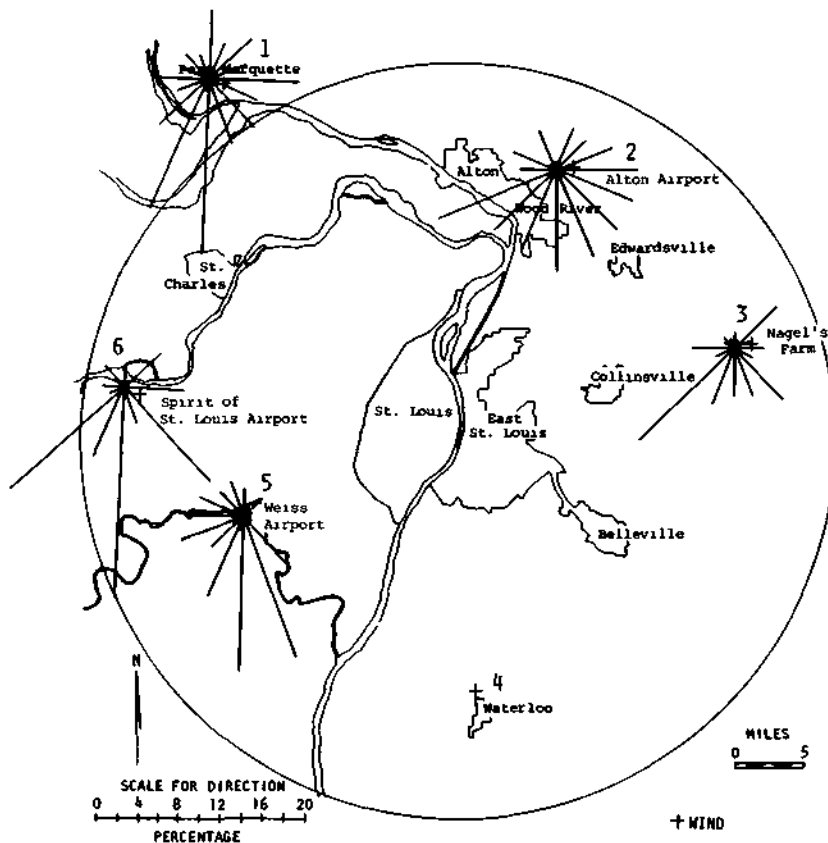 1
Pere Marquette
2
Alton
Alton Airport
Wood River
Edwardsville
St.
Charles
3
Nagel's
Farm
6
Collinsville
Spirit of
St. Louis Airport
St. Louis
East
St. Louis
5
Weiss
Airport
Belleville
N
4
Waterloo
MILES
0 5
SCALE FOR DIRECTION
0 4 8 12 16 20
PERCENTAGE
+ WIND